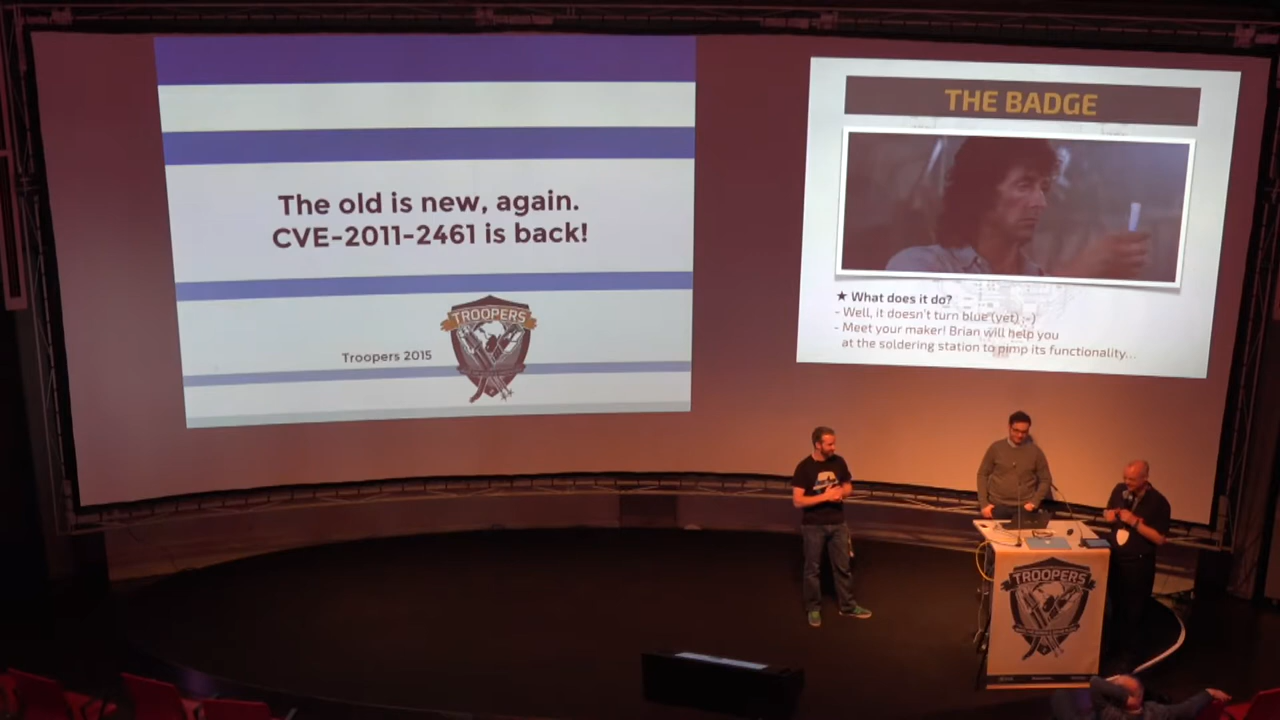 The old is new, again.
CVE-2011-2461 is back!
TROOPERS
Troopers 2015
THE BADGE
★ What does it do?
- Well, it doesn't turn blue (yet) ;-)
- Meet your maker! Brian will help you
at the soldering station to pimp its functionality...
TROOPERS